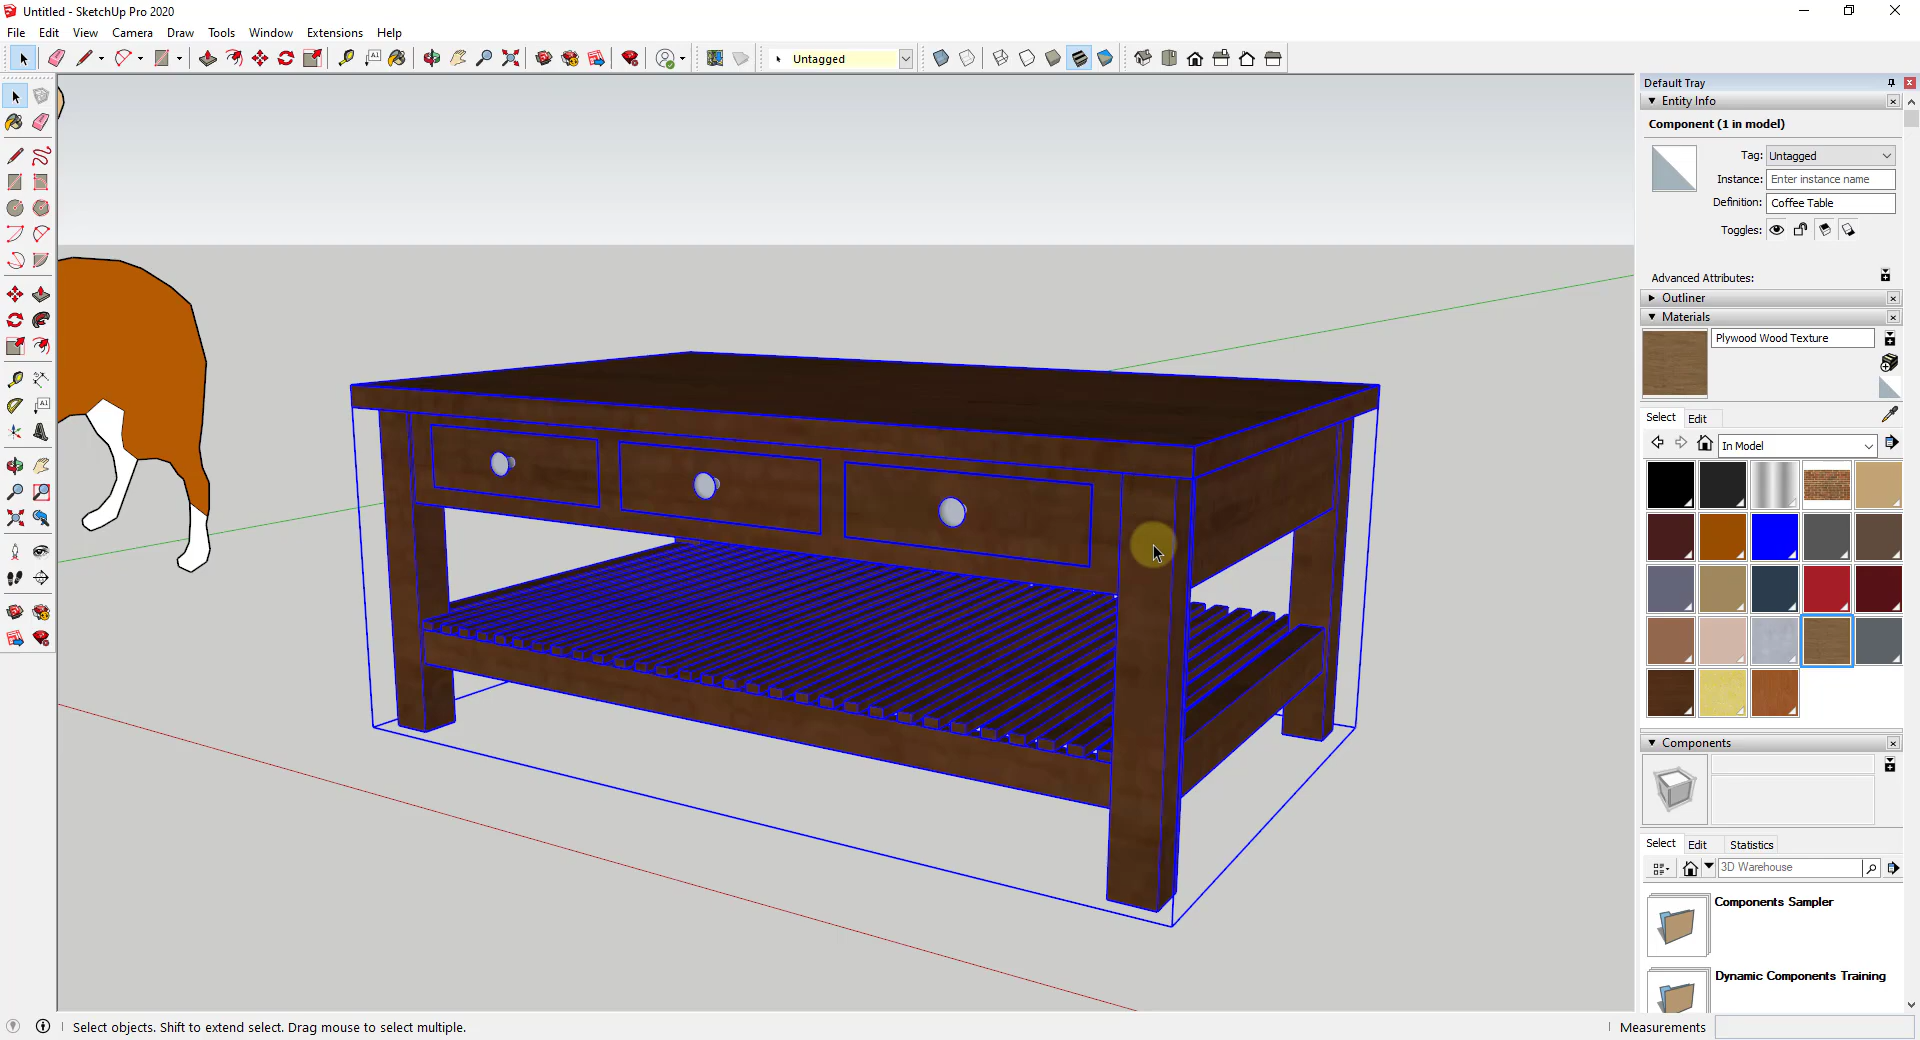 Untitled - SketchUp Pro 2020
File Edit View Camera Draw Tools Window Extensions Help
Untagged
Default Tray
Entity Info
Component (1 in model)
Tag: Untagged
Instance: Enter instance name
Definition: Coffee Table
Toggles:
Advanced Attributes:
Outliner
Materials
Plywood Wood Texture
Select Edit
In Model
Components
Select Edit Statistics
3D Warehouse
Components Sampler
Dynamic Components Training
Select objects. Shift to extend select. Drag mouse to select multiple.
Measurements